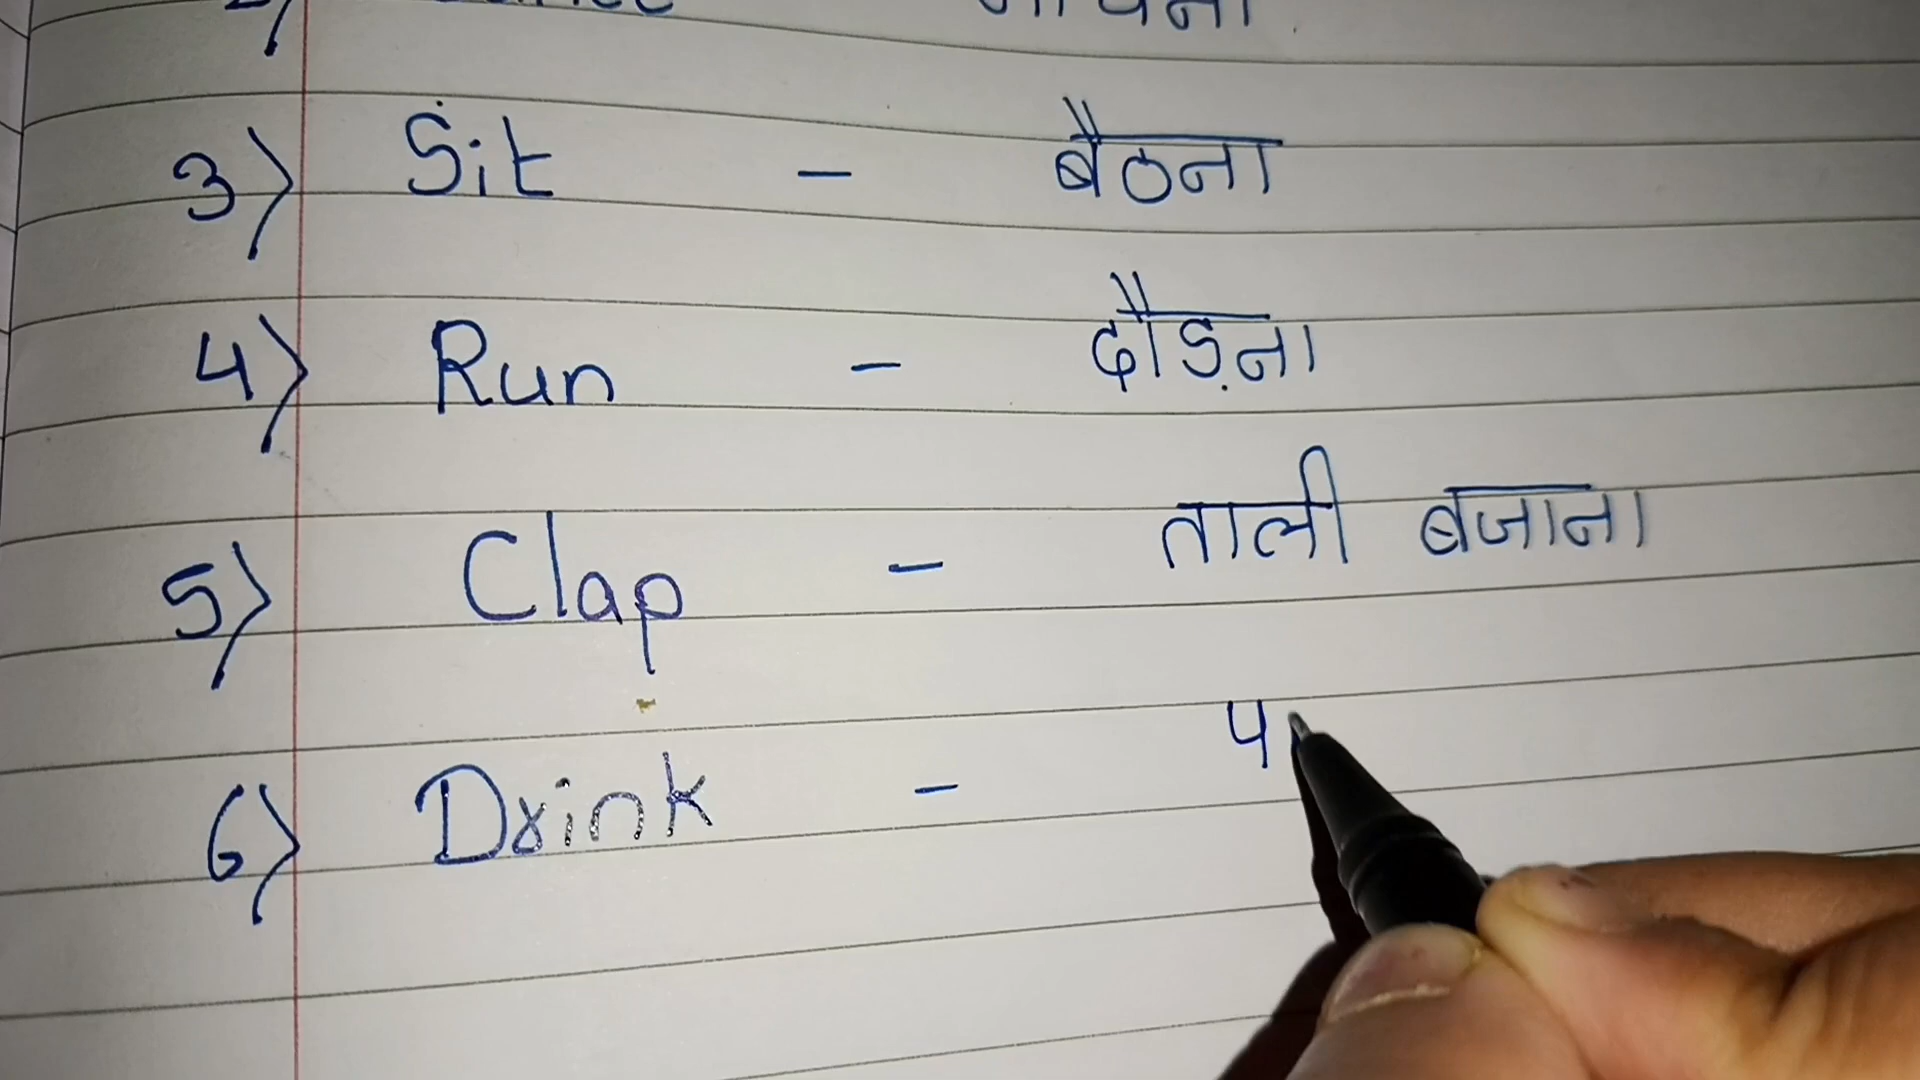 3) Sit - बैठना
4) Run - दौड़ना
5) Clap - ताली बजाना
6) Drink - प